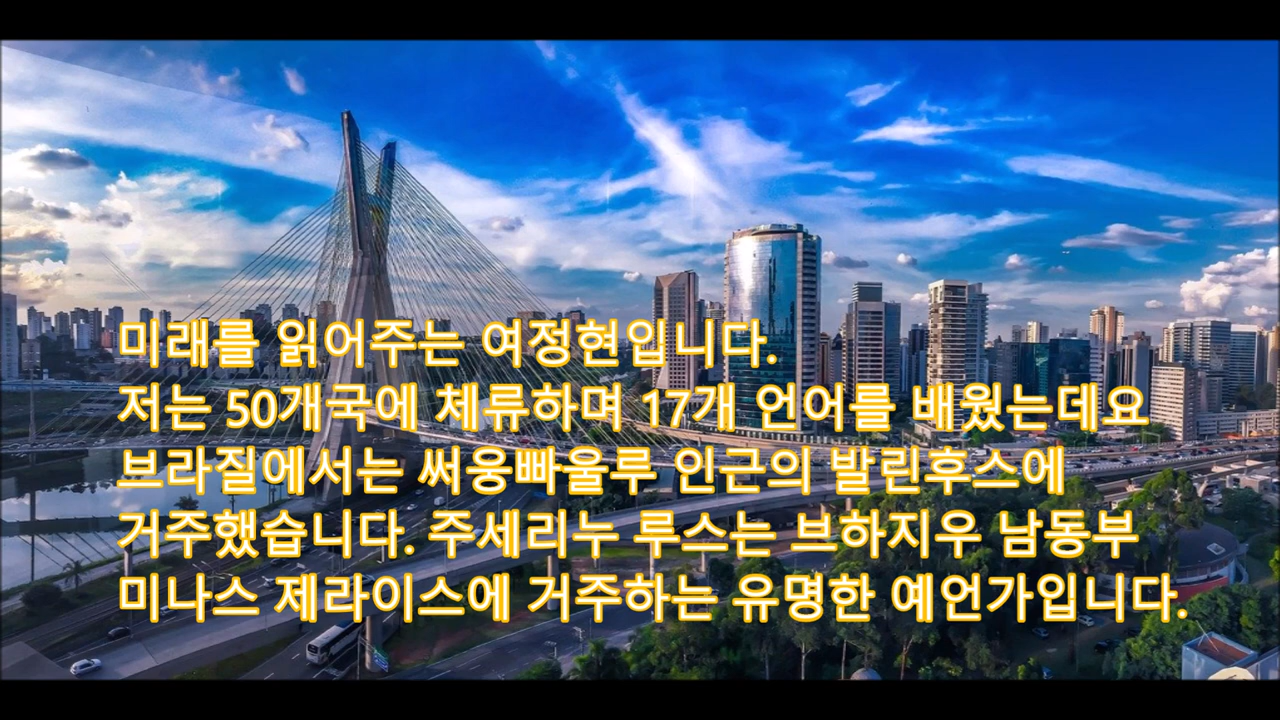 미래를 읽어주는 여정현입니다.
저는 50개국에 체류하며 17개 언어를 배웠는데요
브라질에서는 써웅빠울루 인근의 발린후스에
거주했습니다. 주세리누 루스는 브하지우 남동부
미나스 제라이스에 거주하는 유명한 예언가입니다.